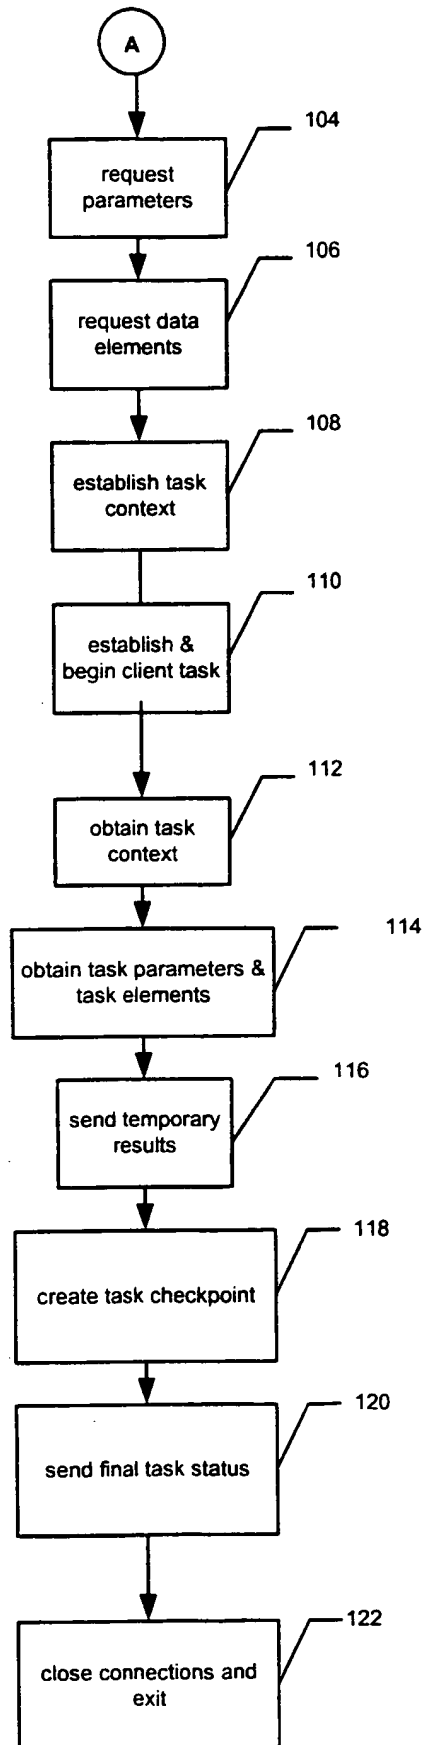 A
104
request
parameters
106
request data
elements
108
establish task
context
110
establish &
begin client task
112
obtain task
context
114
obtain task parameters &
task elements
116
send temporary
results
118
create task checkpoint
120
send final task status
122
close connections and
exit